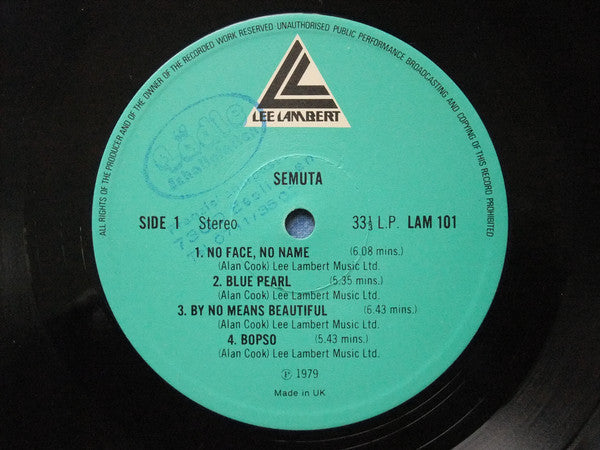 ALL RIGHTS OF THE PRODUCER AND OF THE OWNER OF THE RECORDED WORK RESERVED UNAUTHORISED PUBLIC PERFORMANCE BROADCASTING AND COPYING OF THIS RECORD PROHIBITED
LEE LAMBERT
SEMUTA
SIDE 1 Stereo 33⅓ L.P. LAM 101
1. NO FACE, NO NAME (6.08 mins.)
(Alan Cook) Lee Lambert Music Ltd.
2. BLUE PEARL (5.35 mins.)
(Alan Cook) Lee Lambert Music Ltd.
3. BY NO MEANS BEAUTIFUL (6.43 mins.)
(Alan Cook) Lee Lambert Music Ltd.
4. BOPSO (5.43 mins.)
(Alan Cook) Lee Lambert Music Ltd.
℗ 1979
Made in UK